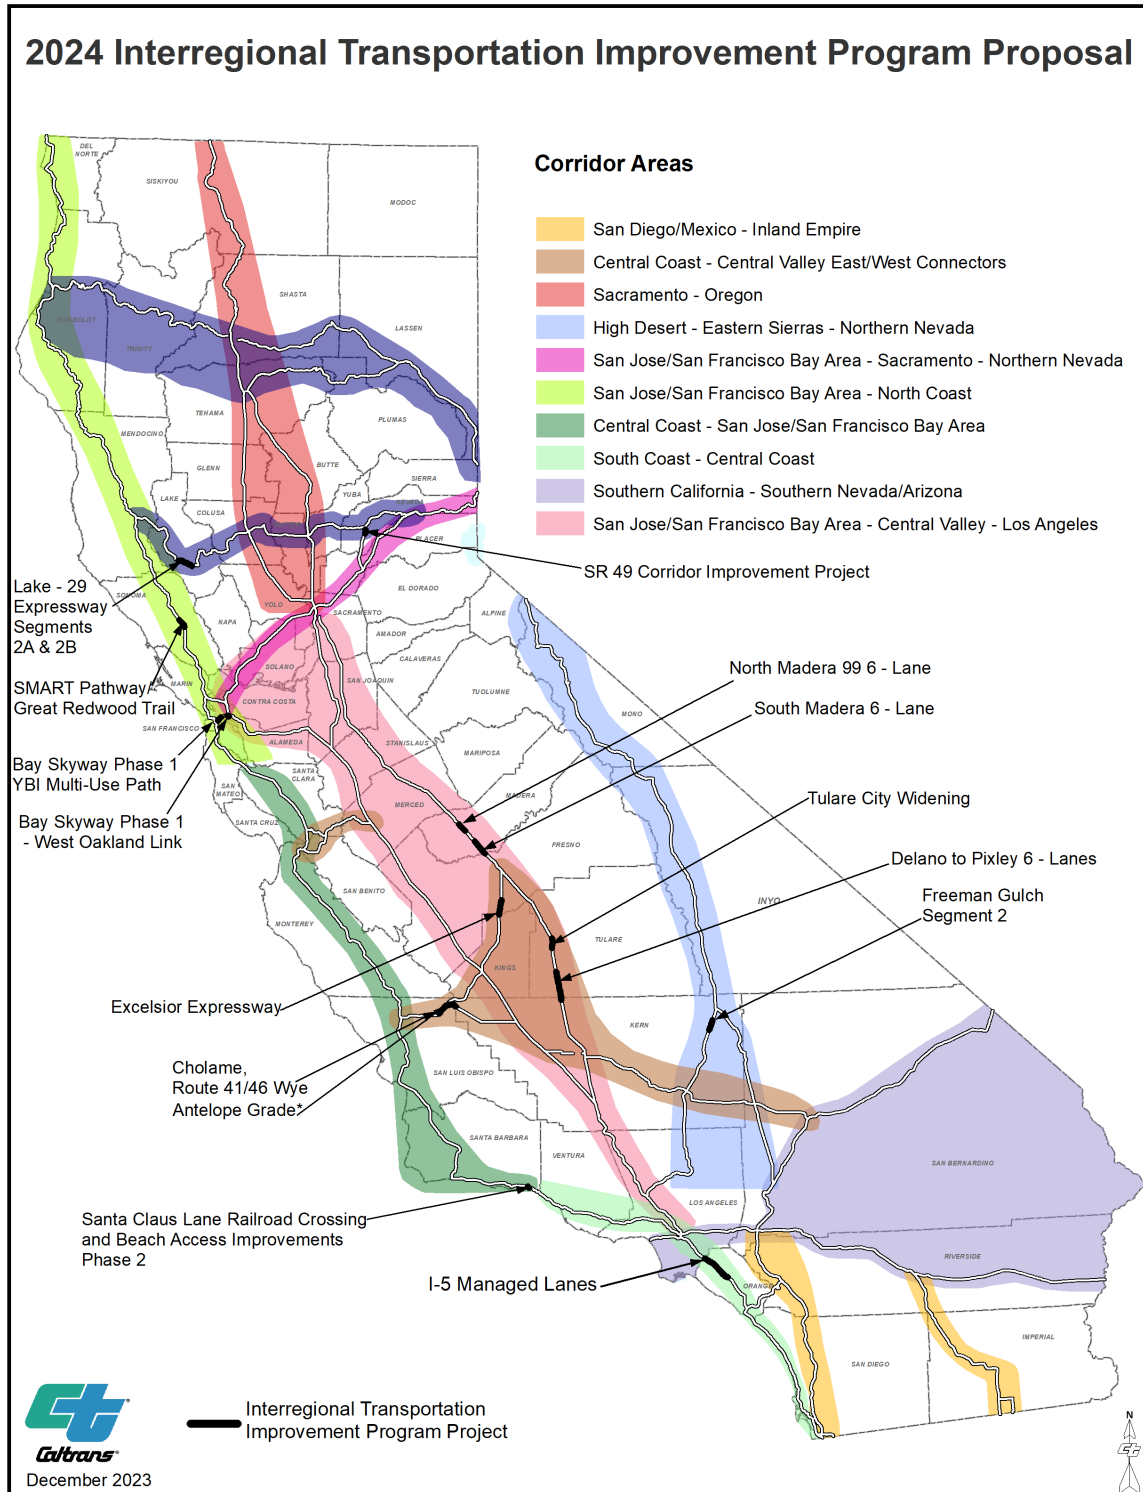 2024 Interregional Transportation Improvement Program Proposal
Corridor Areas
San Diego/Mexico - Inland Empire
Central Coast - Central Valley East/West Connectors
Sacramento - Oregon
High Desert - Eastern Sierras - Northern Nevada
San Jose/San Francisco Bay Area - Sacramento - Northern Nevada
San Jose/San Francisco Bay Area - North Coast
Central Coast - San Jose/San Francisco Bay Area
South Coast - Central Coast
Southern California - Southern Nevada/Arizona
San Jose/San Francisco Bay Area - Central Valley - Los Angeles
DEL
NORTE
SISKIYOU
MODOC
SHASTA
LASSEN
HUMBOLDT
TRINITY
TEHAMA
PLUMAS
MENDOCINO
GLENN
BUTTE
SIERRA
LAKE
COLUSA
YUBA
NEVADA
PLACER
SR 49 Corridor Improvement Project
Lake - 29
Expressway
Segments
2A & 2B
SONOMA
NAPA
YOLO
SACRAMENTO
EL DORADO
ALPINE
AMADOR
CALAVERAS
SOLANO
SAN JOAQUIN
TUOLUMNE
MONO
North Madera 99 6 - Lane
South Madera 6 - Lane
SMART Pathway/
Great Redwood Trail
MARIN
CONTRA COSTA
SAN FRANCISCO
ALAMEDA
STANISLAUS
MARIPOSA
Bay Skyway Phase 1
YBI Multi-Use Path
SANTA
CLARA
SAN
MATEO
MERCED
MADERA
Tulare City Widening
Bay Skyway Phase 1
- West Oakland Link
SANTA CRUZ
FRESNO
Delano to Pixley 6 - Lanes
SAN BENITO
INYO
Freeman Gulch
Segment 2
MONTEREY
TULARE
KINGS
Excelsior Expressway
KERN
Cholame,
Route 41/46 Wye
Antelope Grade*
SAN LUIS OBISPO
SANTA BARBARA
VENTURA
SAN BERNARDINO
LOS ANGELES
Santa Claus Lane Railroad Crossing
and Beach Access Improvements
Phase 2
RIVERSIDE
I-5 Managed Lanes
ORANGE
SAN DIEGO
IMPERIAL
Interregional Transportation
Improvement Program Project
ct
Caltrans®
December 2023
N
ct